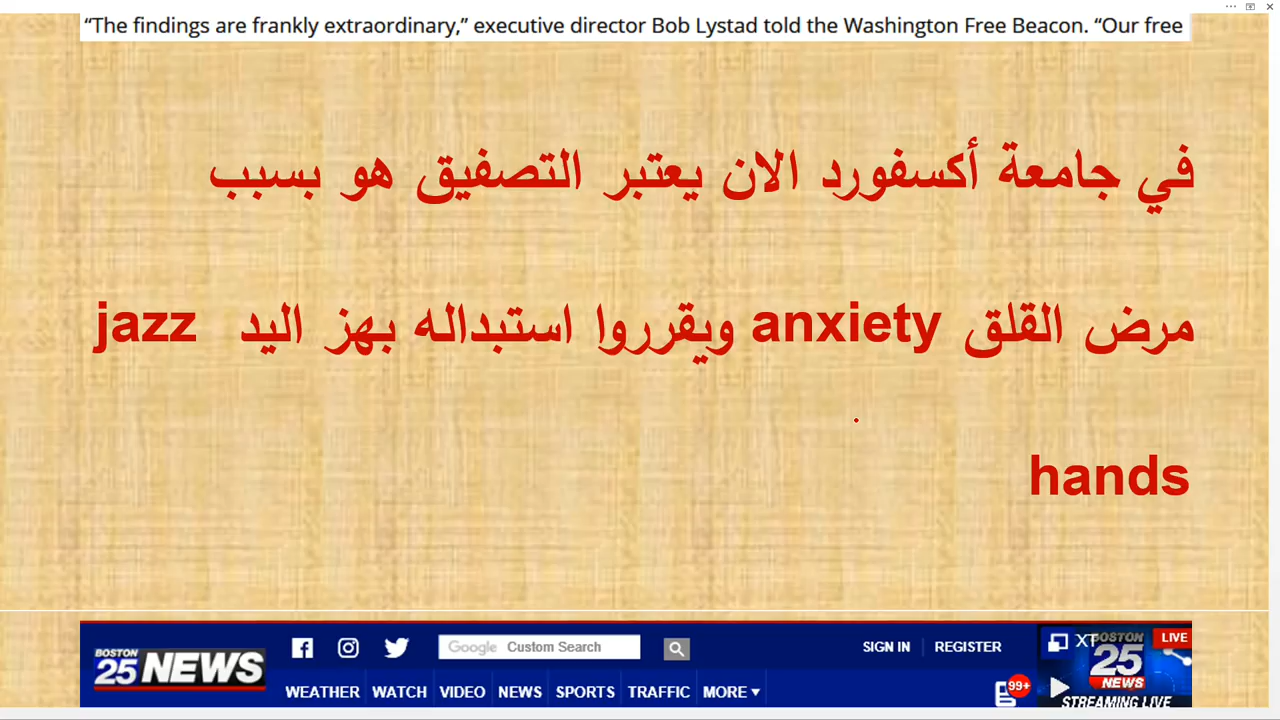 “The findings are frankly extraordinary,” executive director Bob Lystad told the Washington Free Beacon. “Our free
في جامعة أكسفورد الان يعتبر التصفيق هو بسبب
مرض القلق anxiety ويقرروا استبداله بهز اليد jazz
hands
BOSTON 25 NEWS
Google Custom Search
SIGN IN REGISTER
WEATHER WATCH VIDEO NEWS SPORTS TRAFFIC MORE
99+
XT
BOSTON
25
NEWS
LIVE
STREAMING LIVE